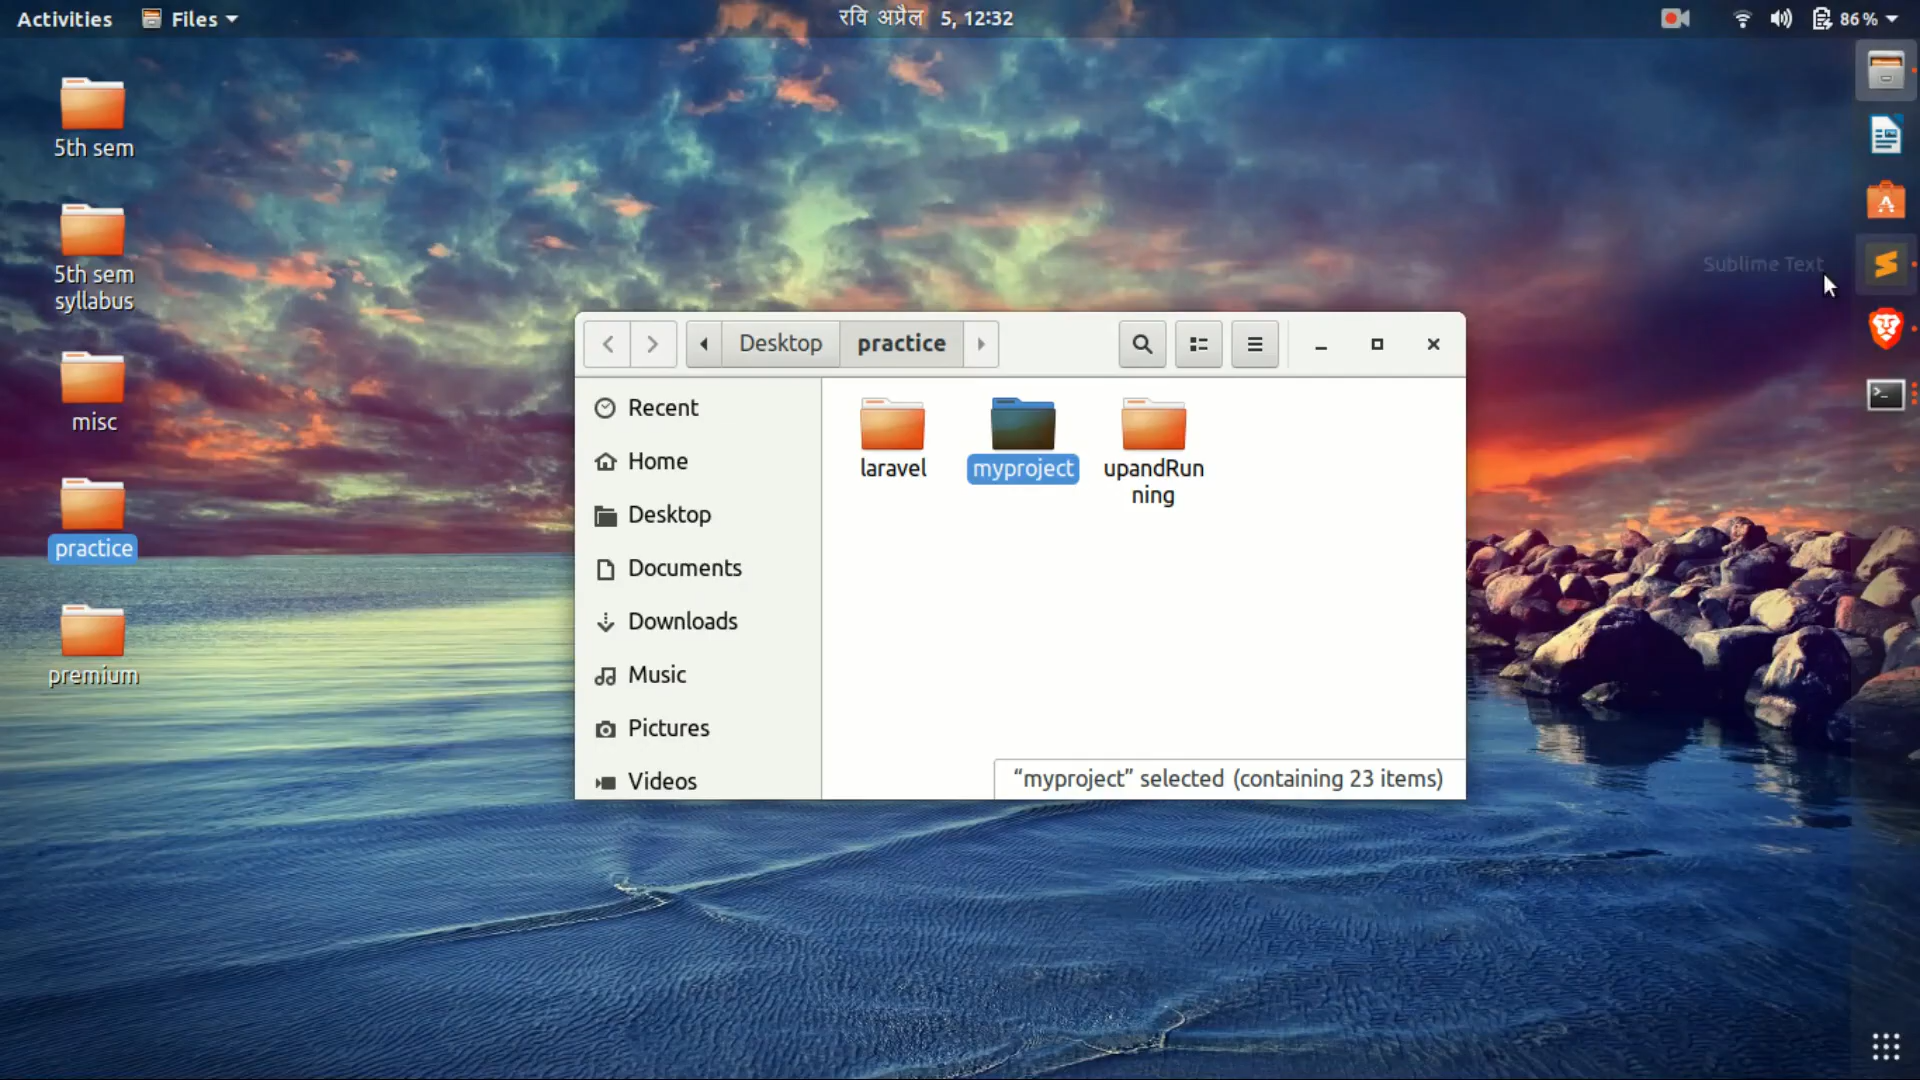 Activities Files रवि अप्रैल 5, 12:32 86 %
5th sem
5th sem
syllabus
misc
practice
premium
Sublime Text
Desktop practice
Recent
Home
Desktop
Documents
Downloads
Music
Pictures
Videos
laravel
myproject
upandRun
ning
“myproject” selected (containing 23 items)